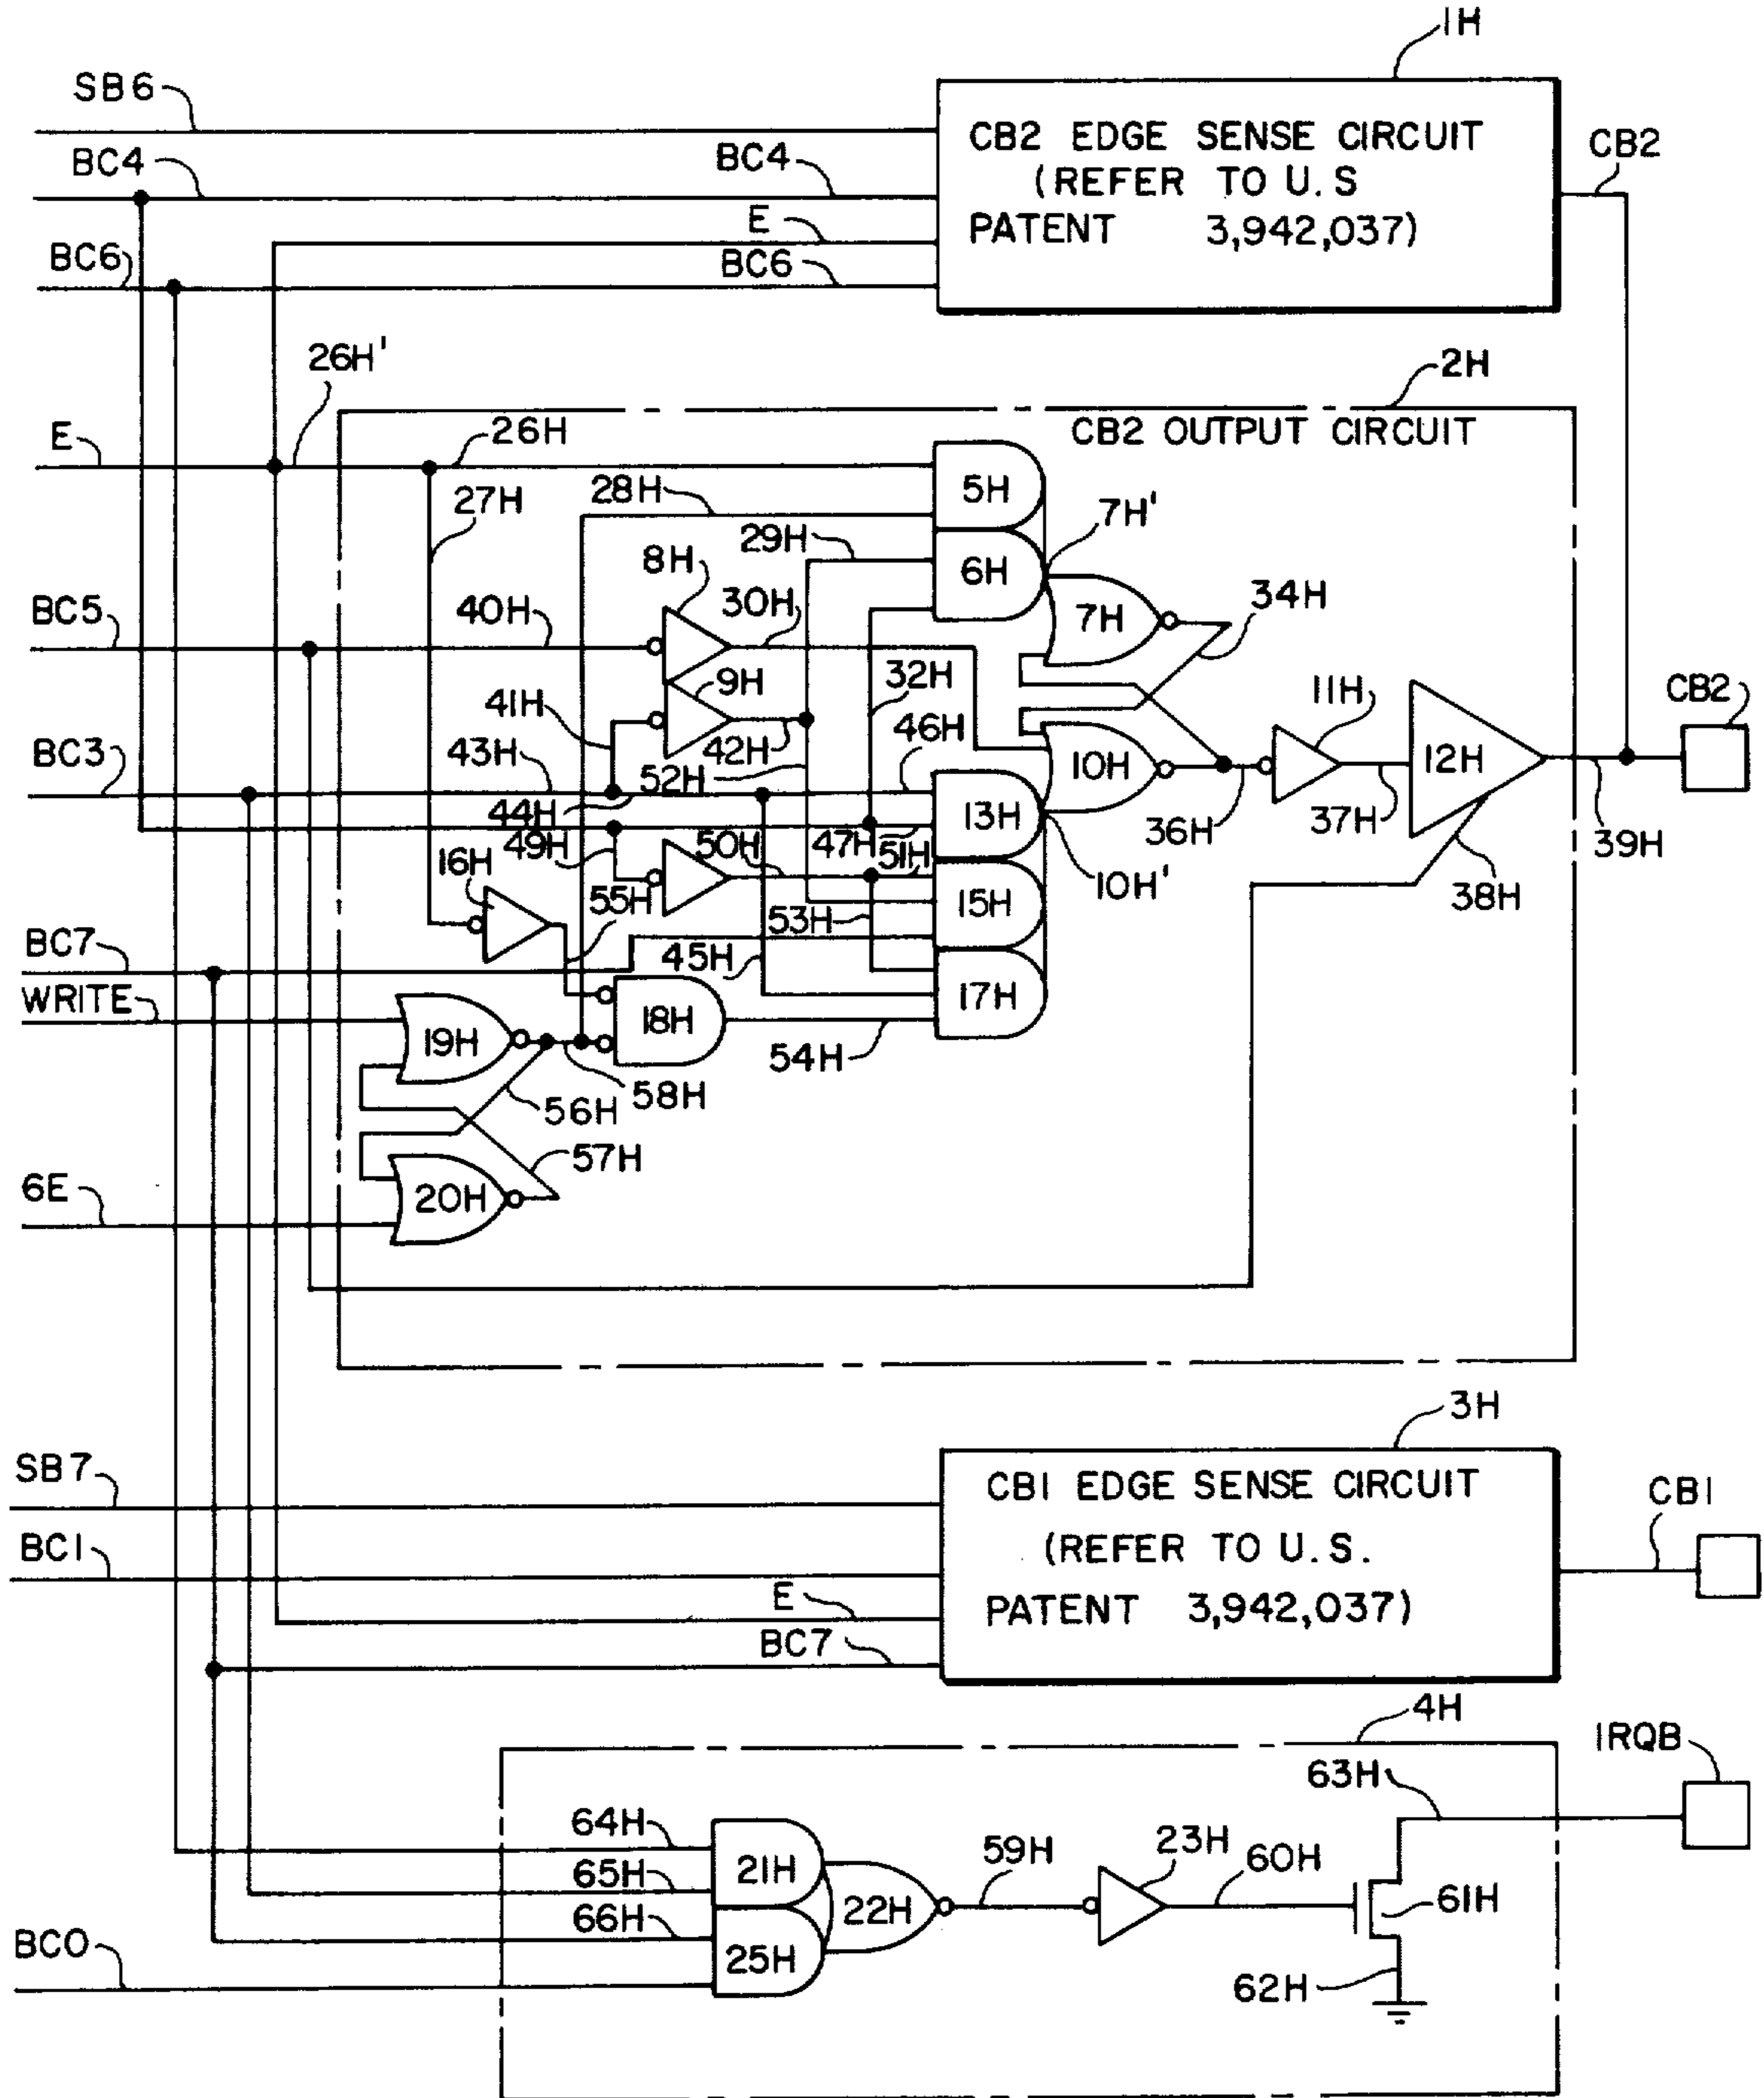 1H
SB6
CB2 EDGE SENSE CIRCUIT
(REFER TO U.S
PATENT 3,942,037)
BC4
BC4
CB2
E
BC6
BC6
26H'
2H
E
26H
CB2 OUTPUT CIRCUIT
27H
28H
5H
7H'
29H
6H
8H
34H
BC5
40H
30H
7H
9H
32H
11H
CB2
41H
42H
46H
BC3
43H
52H
10H
12H
44H
13H
36H
37H
49H
50H
47H
51H
39H
16H
10H'
38H
55H
53H
15H
BC7
45H
17H
WRITE
19H
18H
54H
56H
58H
57H
6E
20H
3H
SB7
CB1 EDGE SENSE CIRCUIT
CB1
BC1
(REFER TO U.S.
E
PATENT 3,942,037)
BC7
4H
IRQB
63H
64H
23H
21H
59H
60H
65H
22H
61H
66H
BC0
25H
62H